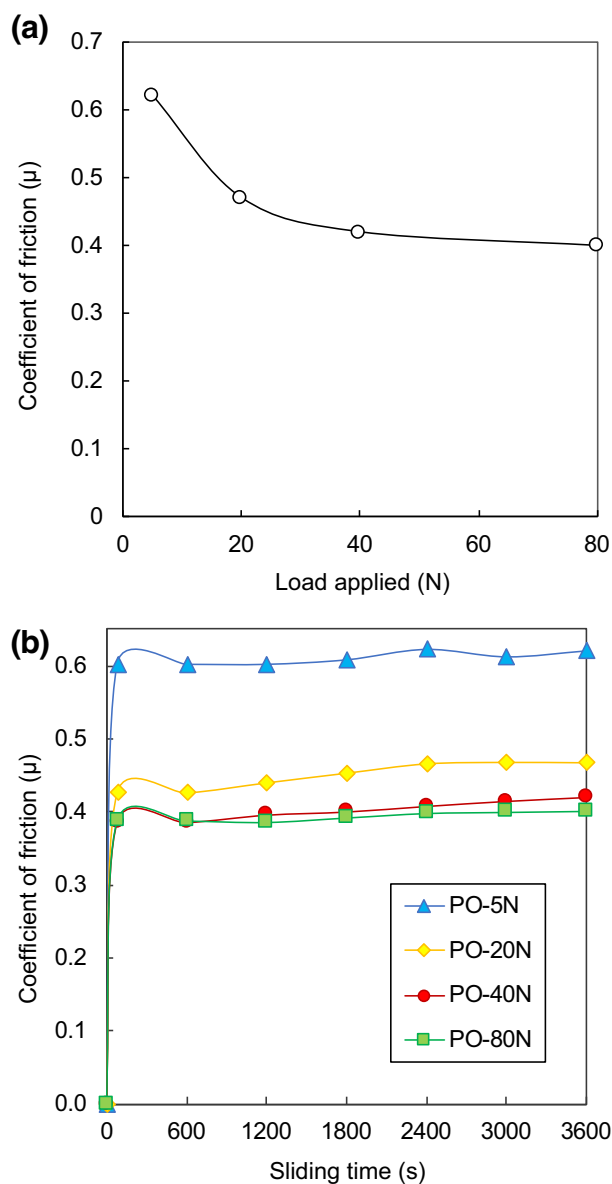 (a)
0.7
0.6
0.5
0.4
0.3
0.2
0.1
0
Coefficient of friction (μ)
0 20 40 60 80
Load applied (N)
(b)
0.6
0.5
0.4
0.3
0.2
0.1
0.0
Coefficient of friction (μ)
PO-5N
PO-20N
PO-40N
PO-80N
0 600 1200 1800 2400 3000 3600
Sliding time (s)